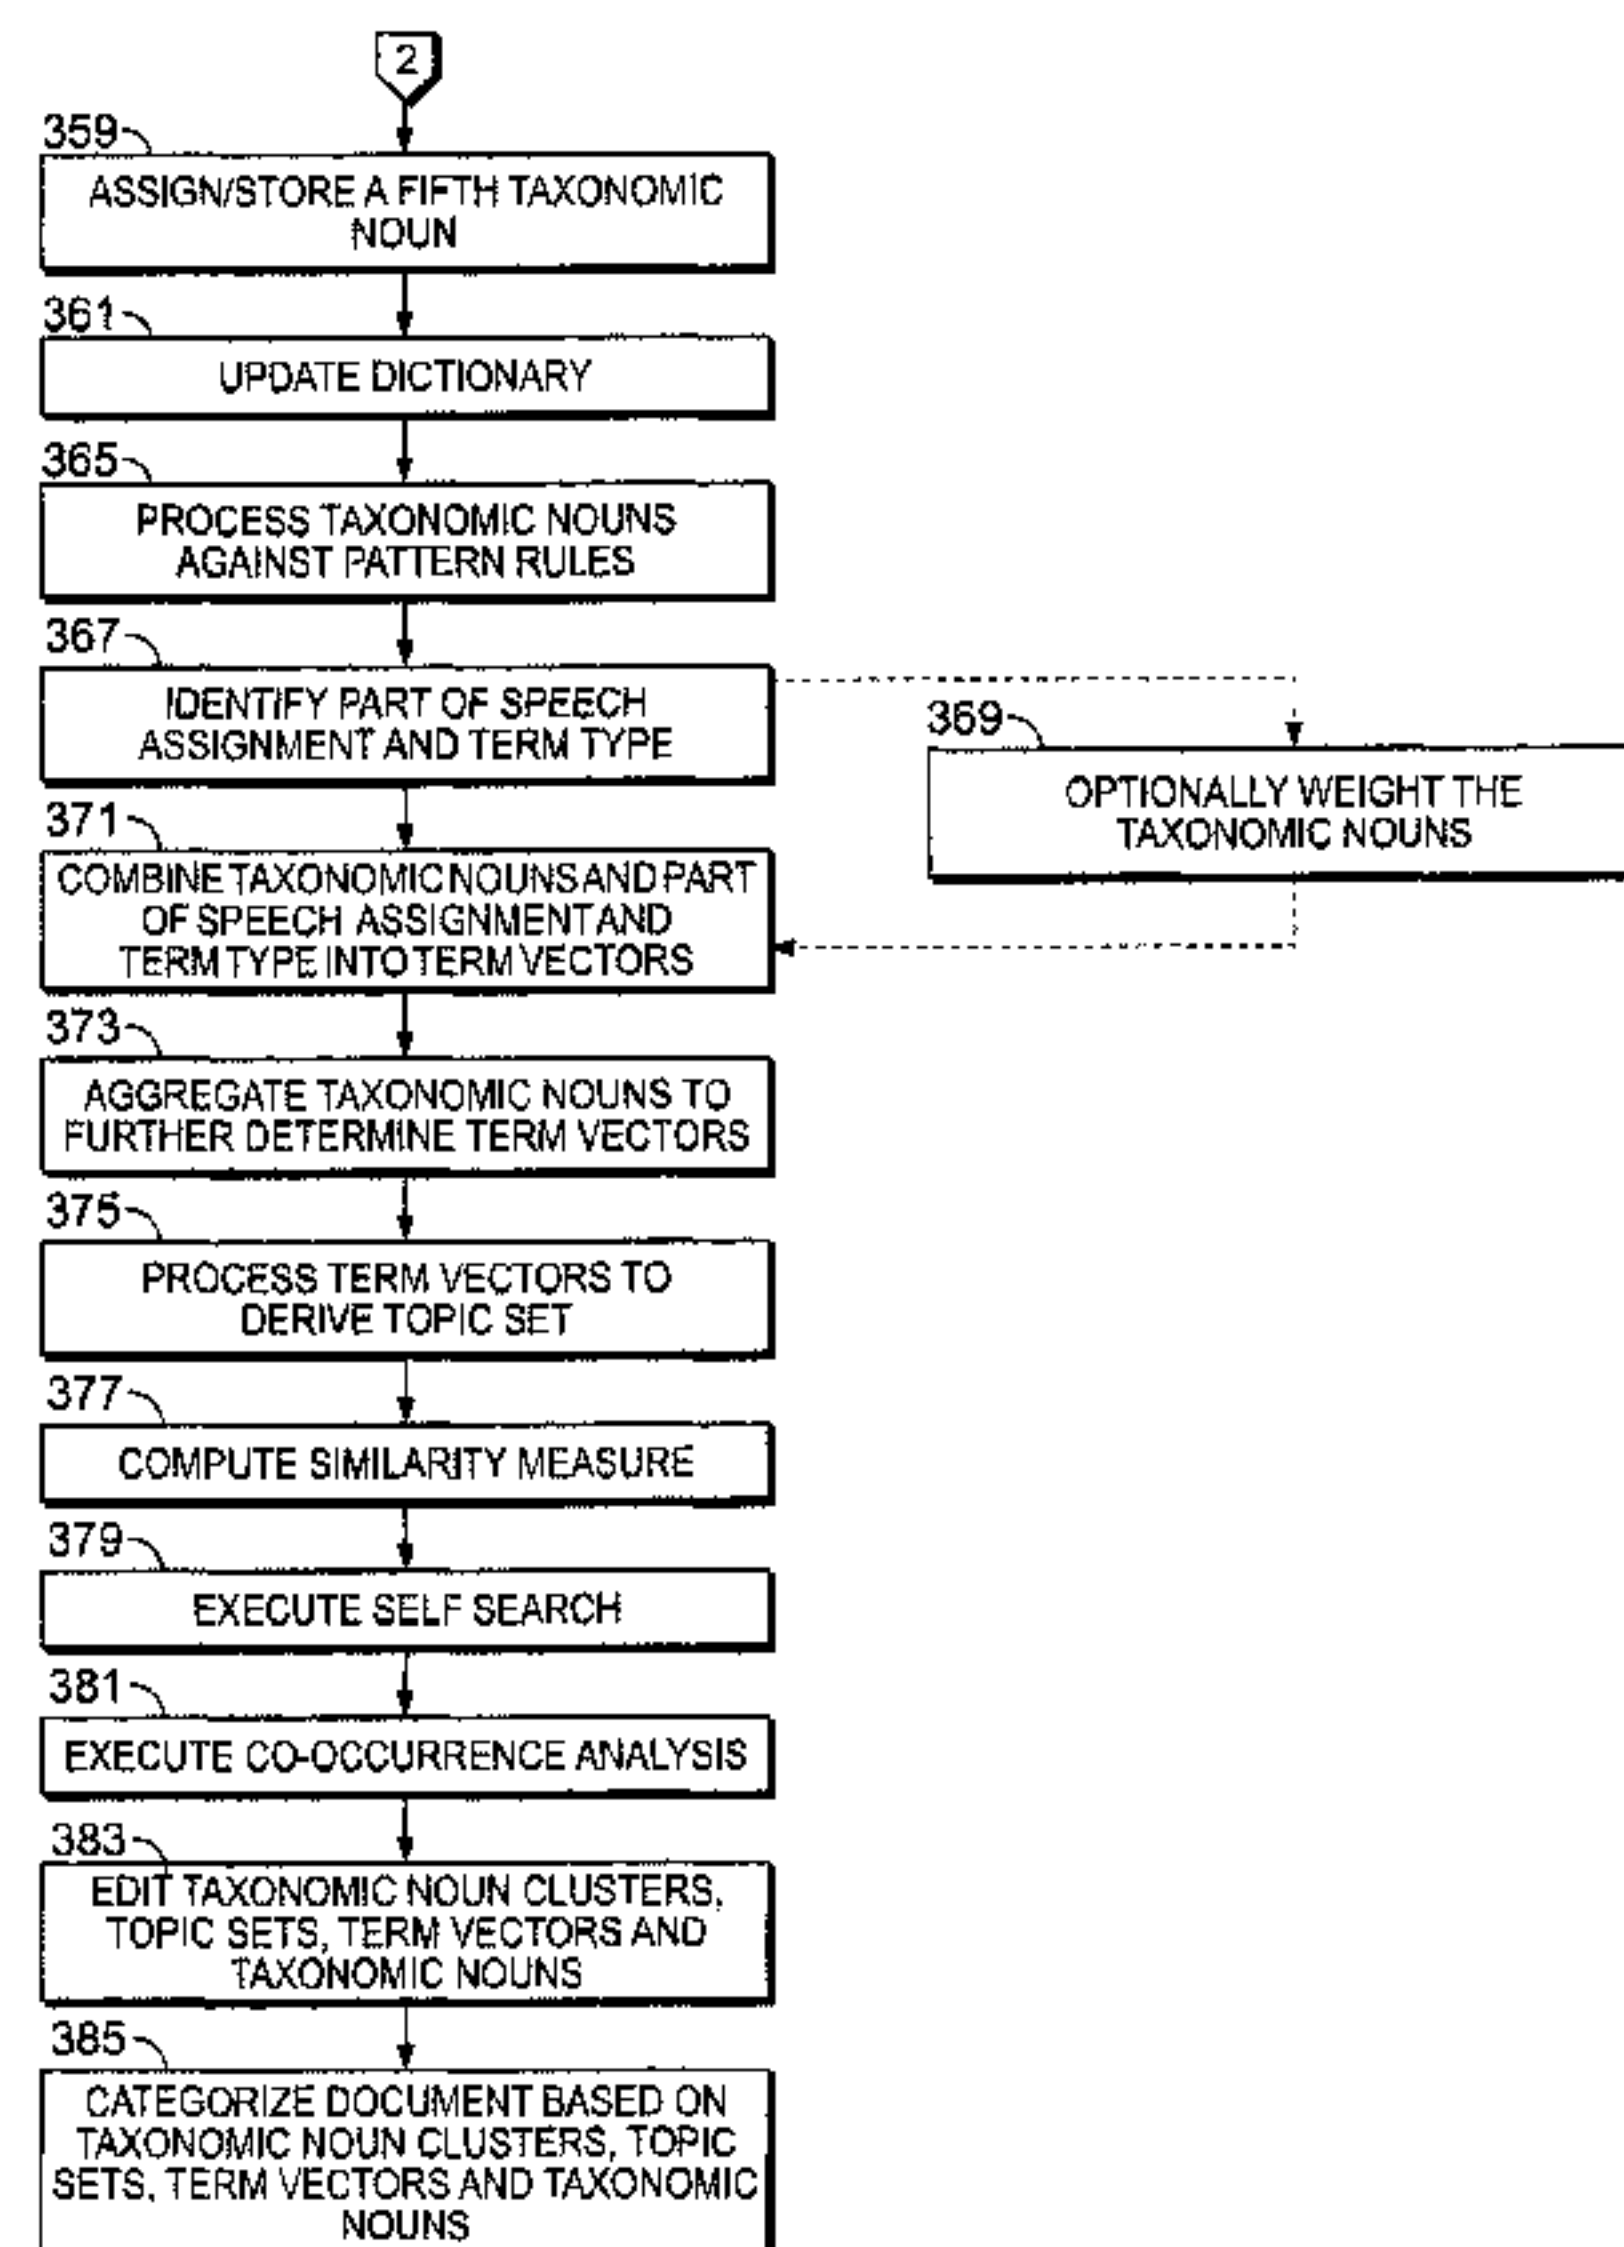 2
359
ASSIGN/STORE A FIFTH TAXONOMIC
NOUN
361
UPDATE DICTIONARY
365
PROCESS TAXONOMIC NOUNS
AGAINST PATTERN RULES
367
IDENTIFY PART OF SPEECH
ASSIGNMENT AND TERM TYPE
369
OPTIONALLY WEIGHT THE
TAXONOMIC NOUNS
371
COMBINE TAXONOMIC NOUNS AND PART
OF SPEECH ASSIGNMENT AND
TERM TYPE INTO TERM VECTORS
373
AGGREGATE TAXONOMIC NOUNS TO
FURTHER DETERMINE TERM VECTORS
375
PROCESS TERM VECTORS TO
DERIVE TOPIC SET
377
COMPUTE SIMILARITY MEASURE
379
EXECUTE SELF SEARCH
381
EXECUTE CO-OCCURRENCE ANALYSIS
383
EDIT TAXONOMIC NOUN CLUSTERS,
TOPIC SETS, TERM VECTORS AND
TAXONOMIC NOUNS
385
CATEGORIZE DOCUMENT BASED ON
TAXONOMIC NOUN CLUSTERS, TOPIC
SETS, TERM VECTORS AND TAXONOMIC
NOUNS